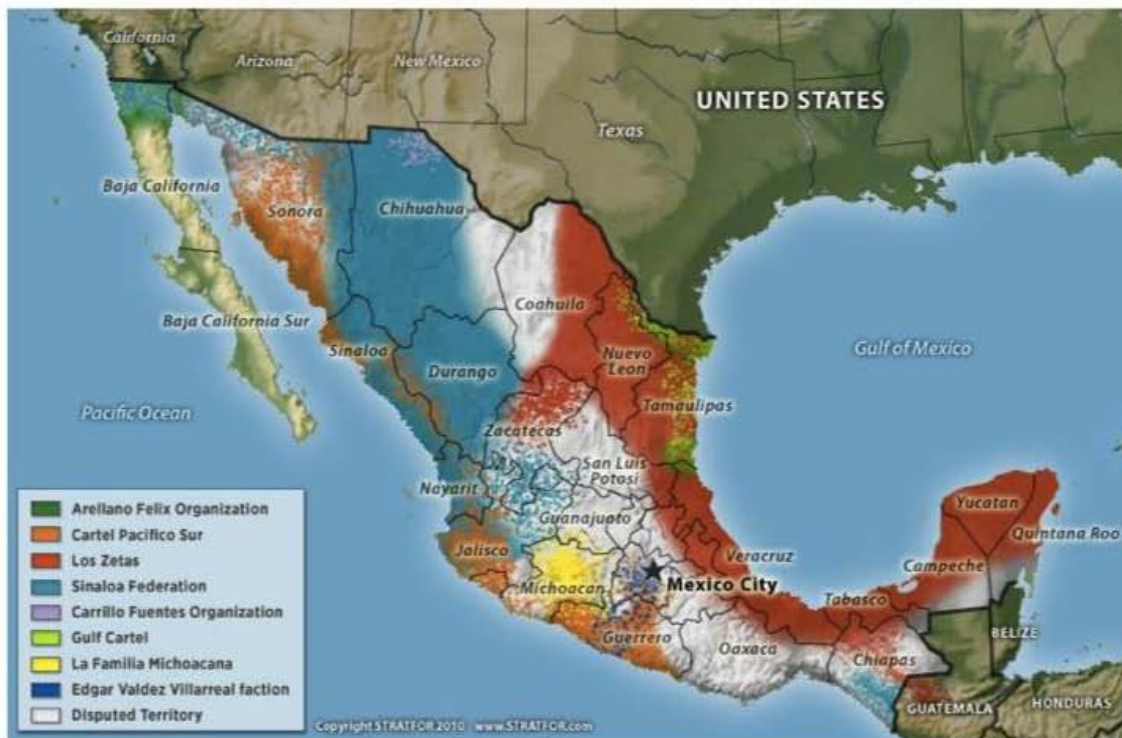 California
Arizona
New Mexico
UNITED STATES
Texas
Baja California
Sonora
Chihuahua
Coahuila
Baja California Sur
Sinaloa
Durango
Nuevo
Leon
Gulf of Mexico
Pacific Ocean
Tamaulipas
Zacatecas
San Luis
Potosi
Nayarit
Guanajuato
Yucatan
Quintana Roo
Jalisco
Veracruz
Campeche
Michoacan
Mexico City
Tabasco
Guerrero
Oaxaca
Chiapas
BELIZE
GUATEMALA
HONDURAS
Arellano Felix Organization
Cartel Pacifico Sur
Los Zetas
Sinaloa Federation
Carrillo Fuentes Organization
Gulf Cartel
La Familia Michoacana
Edgar Valdez Villarreal faction
Disputed Territory
Copyright STRATFOR 2010 - www.STRATFOR.com